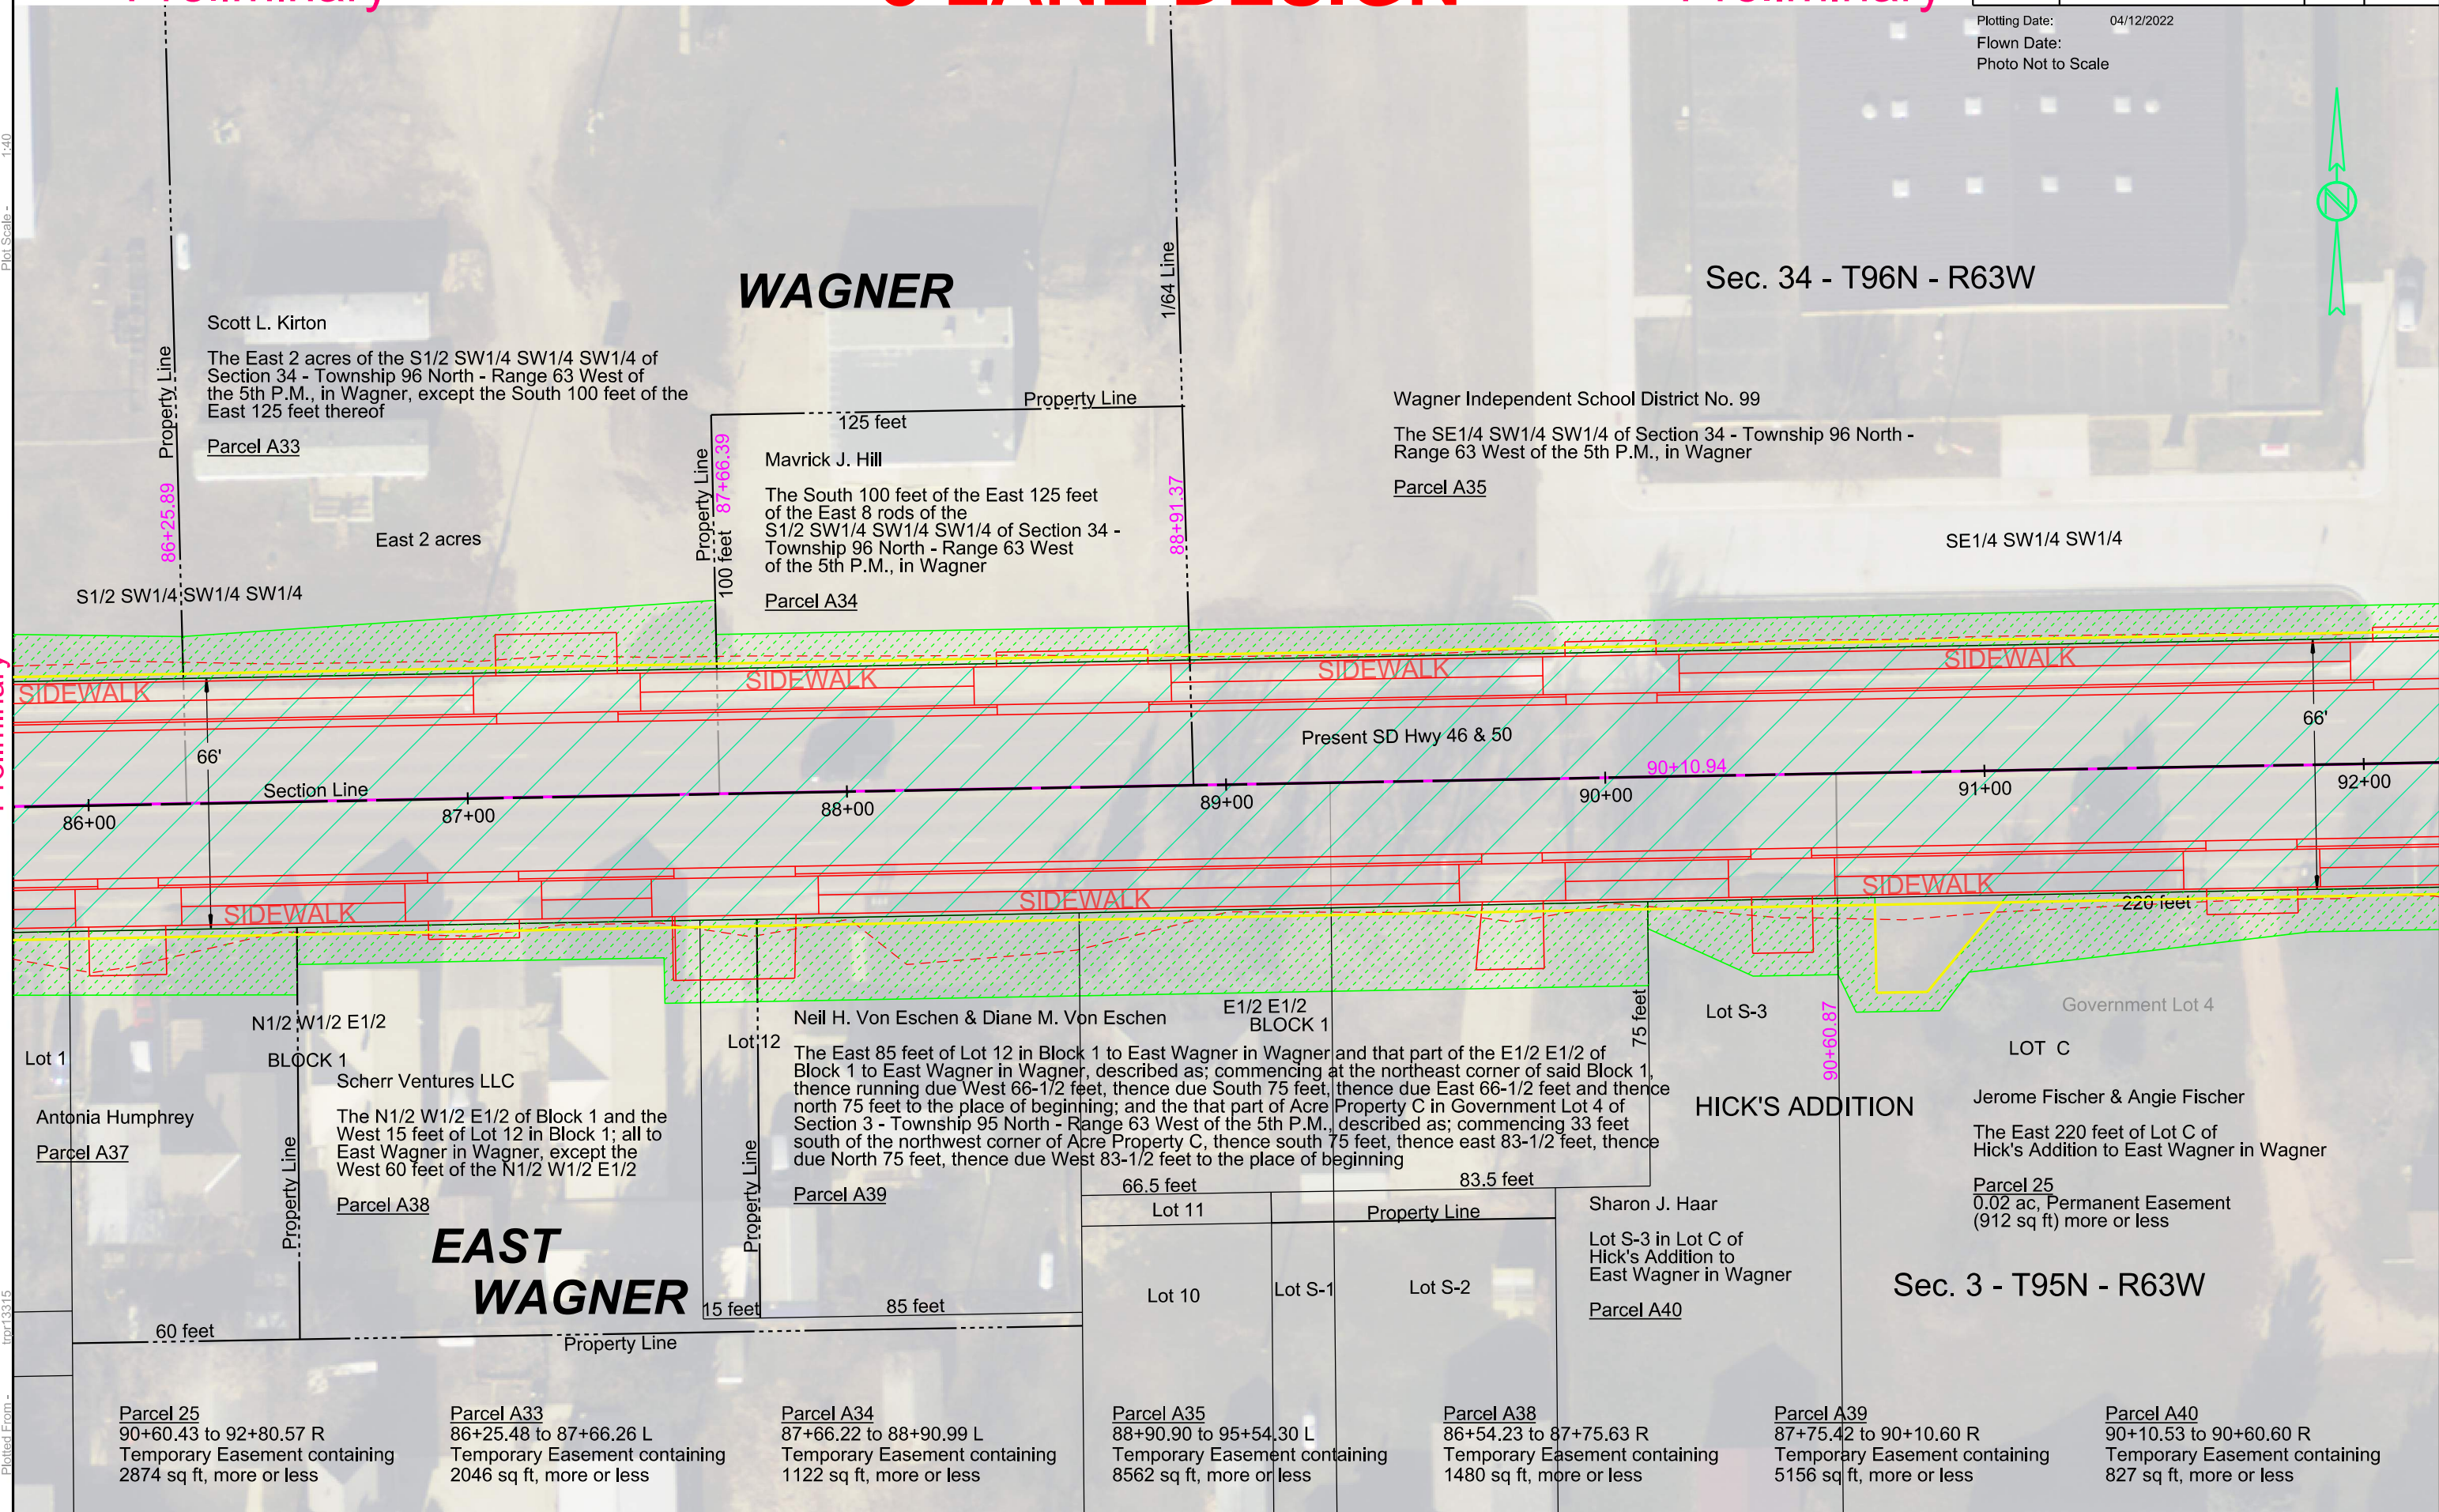 Plotting Date: 04/12/2022
Flown Date:
Photo Not to Scale
Plot Scale - 1:40
WAGNER
Sec. 34 - T96N - R63W
1/64 Line
Scott L. Kirton
The East 2 acres of the S1/2 SW1/4 SW1/4 SW1/4 of
Section 34 - Township 96 North - Range 63 West of
the 5th P.M., in Wagner, except the South 100 feet of the
East 125 feet thereof
Parcel A33
Property Line
86+25.89
East 2 acres
S1/2 SW1/4 SW1/4 SW1/4
Property Line
125 feet
Property Line
100 feet 87+66.39
Mavrick J. Hill
The South 100 feet of the East 125 feet
of the East 8 rods of the
S1/2 SW1/4 SW1/4 SW1/4 of Section 34 -
Township 96 North - Range 63 West
of the 5th P.M., in Wagner
Parcel A34
88+91.37
Wagner Independent School District No. 99
The SE1/4 SW1/4 SW1/4 of Section 34 - Township 96 North -
Range 63 West of the 5th P.M., in Wagner
Parcel A35
SE1/4 SW1/4 SW1/4
SIDEWALK
SIDEWALK
SIDEWALK
SIDEWALK
66'
66'
Present SD Hwy 46 & 50
90+10.94
Section Line
86+00
87+00
88+00
89+00
90+00
91+00
92+00
SIDEWALK
SIDEWALK
SIDEWALK
220 feet
N1/2 W1/2 E1/2
BLOCK 1
Lot 1
Antonia Humphrey
Parcel A37
Property Line
Scherr Ventures LLC
The N1/2 W1/2 E1/2 of Block 1 and the
West 15 feet of Lot 12 in Block 1; all to
East Wagner in Wagner, except the
West 60 feet of the N1/2 W1/2 E1/2
Parcel A38
Lot 12
Property Line
E1/2 E1/2
BLOCK 1
Neil H. Von Eschen & Diane M. Von Eschen
The East 85 feet of Lot 12 in Block 1 to East Wagner in Wagner and that part of the E1/2 E1/2 of
Block 1 to East Wagner in Wagner, described as; commencing at the northeast corner of said Block 1,
thence running due West 66-1/2 feet, thence due South 75 feet, thence due East 66-1/2 feet and thence
north 75 feet to the place of beginning; and the that part of Acre Property C in Government Lot 4 of
Section 3 - Township 95 North - Range 63 West of the 5th P.M., described as; commencing 33 feet
south of the northwest corner of Acre Property C, thence south 75 feet, thence east 83-1/2 feet, thence
due North 75 feet, thence due West 83-1/2 feet to the place of beginning
Parcel A39
75 feet
66.5 feet
83.5 feet
Lot 11
Property Line
Lot 10
Lot S-1
Lot S-2
Lot S-3
90+60.87
HICK'S ADDITION
Sharon J. Haar
Lot S-3 in Lot C of
Hick's Addition to
East Wagner in Wagner
Parcel A40
Government Lot 4
LOT C
Jerome Fischer & Angie Fischer
The East 220 feet of Lot C of
Hick's Addition to East Wagner in Wagner
Parcel 25
0.02 ac, Permanent Easement
(912 sq ft) more or less
Sec. 3 - T95N - R63W
EAST
WAGNER
15 feet
85 feet
60 feet
Property Line
trpr13315
Plotted From -
Parcel 25
90+60.43 to 92+80.57 R
Temporary Easement containing
2874 sq ft, more or less
Parcel A33
86+25.48 to 87+66.26 L
Temporary Easement containing
2046 sq ft, more or less
Parcel A34
87+66.22 to 88+90.99 L
Temporary Easement containing
1122 sq ft, more or less
Parcel A35
88+90.90 to 95+54.30 L
Temporary Easement containing
8562 sq ft, more or less
Parcel A38
86+54.23 to 87+75.63 R
Temporary Easement containing
1480 sq ft, more or less
Parcel A39
87+75.42 to 90+10.60 R
Temporary Easement containing
5156 sq ft, more or less
Parcel A40
90+10.53 to 90+60.60 R
Temporary Easement containing
827 sq ft, more or less